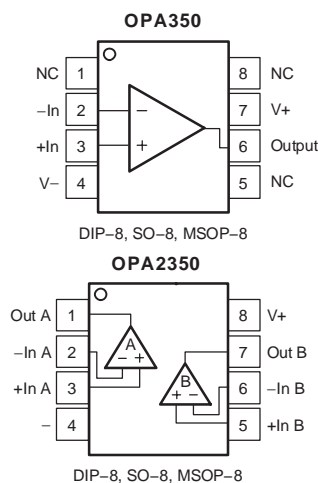 OPA350
NC 1 8 NC
−In 2 − 7 V+
+In 3 + 6 Output
V− 4 5 NC
DIP−8, SO−8, MSOP−8
OPA2350
Out A 1 8 V+
−In A 2 A − + 7 Out B
+In A 3 B + − 6 −In B
− 4 5 +In B
DIP−8, SO−8, MSOP−8